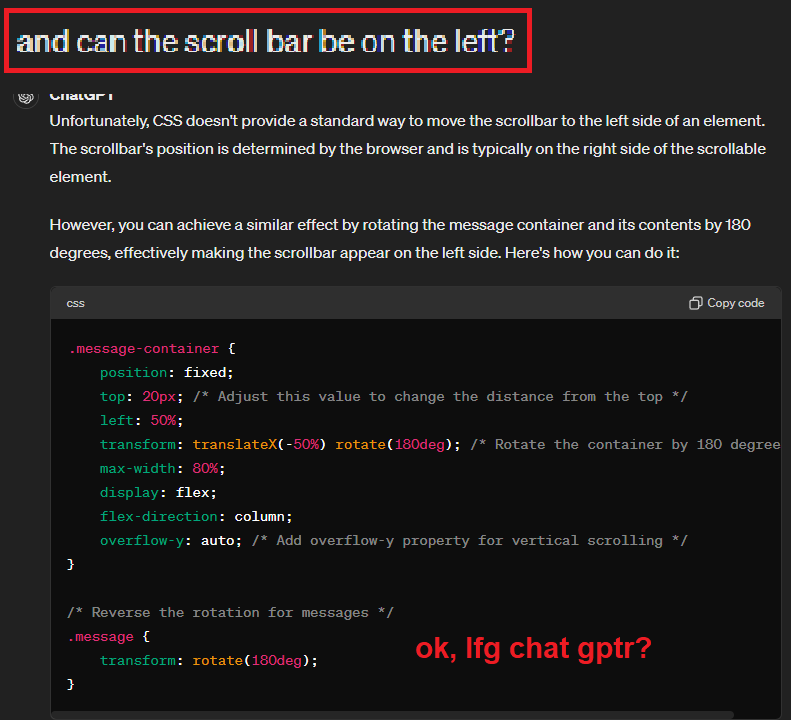 and can the scroll bar be on the left?
ChatGPT
Unfortunately, CSS doesn't provide a standard way to move the scrollbar to the left side of an element.
The scrollbar's position is determined by the browser and is typically on the right side of the scrollable
element.
However, you can achieve a similar effect by rotating the message container and its contents by 180
degrees, effectively making the scrollbar appear on the left side. Here's how you can do it:
css Copy code
.message-container {
    position: fixed;
    top: 20px; /* Adjust this value to change the distance from the top */
    left: 50%;
    transform: translateX(-50%) rotate(180deg); /* Rotate the container by 180 degree
    max-width: 80%;
    display: flex;
    flex-direction: column;
    overflow-y: auto; /* Add overflow-y property for vertical scrolling */
}
/* Reverse the rotation for messages */
.message {
    transform: rotate(180deg);
}
ok, lfg chat gptr?